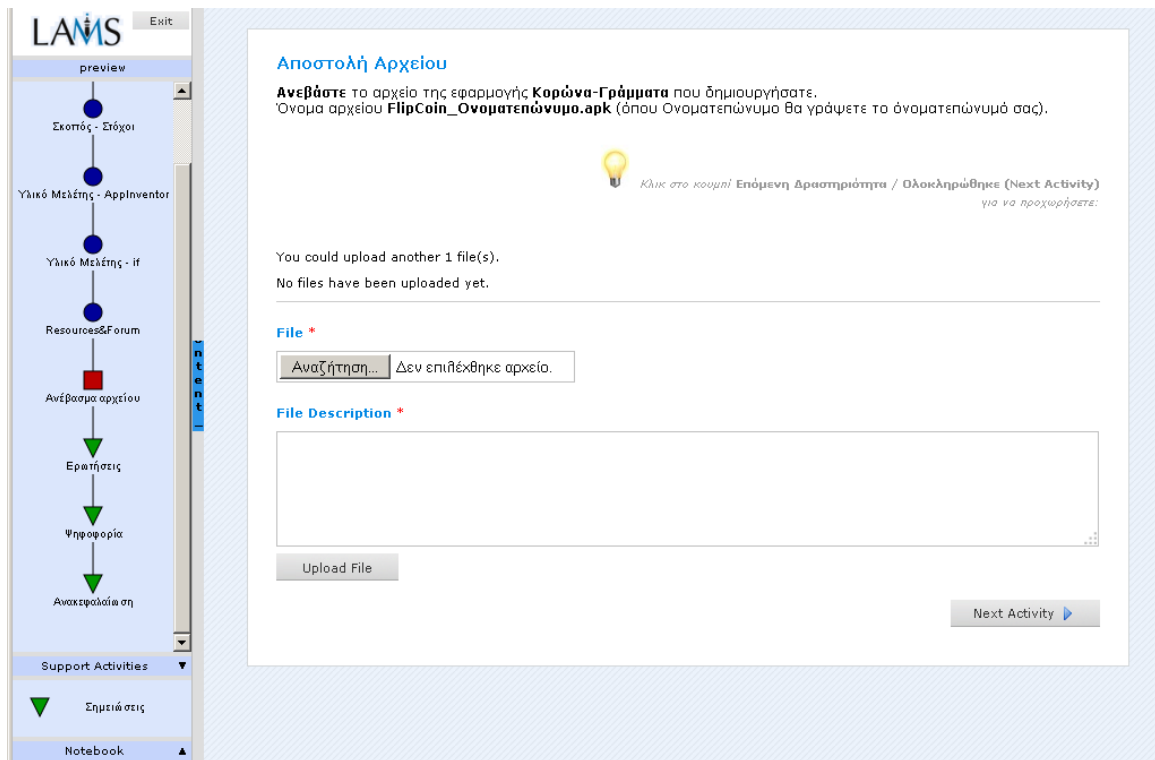 LAMS
Exit
preview
Σκοπός - Στόχοι
Υλικό Μελέτης - AppInventor
Υλικό Μελέτης - if
Resources&Forum
Ανέβασμα αρχείου
Ερωτήσεις
Ψηφοφορία
Ανακεφαλαίωση
Support Activities
Σημειώσεις
Notebook
ntent
Αποστολή Αρχείου
Ανεβάστε το αρχείο της εφαρμογής Κορώνα-Γράμματα που δημιουργήσατε.
Όνομα αρχείου FlipCoin_Ονοματεπώνυμο.apk (όπου Ονοματεπώνυμο θα γράψετε το όνοματεπώνυμό σας).
Κλικ στο κουμπί Επόμενη Δραστηριότητα / Ολοκληρώθηκε (Next Activity)
για να προχωρήσετε:
You could upload another 1 file(s).
No files have been uploaded yet.
File *
Αναζήτηση... Δεν επιλέχθηκε αρχείο.
File Description *
Upload File
Next Activity